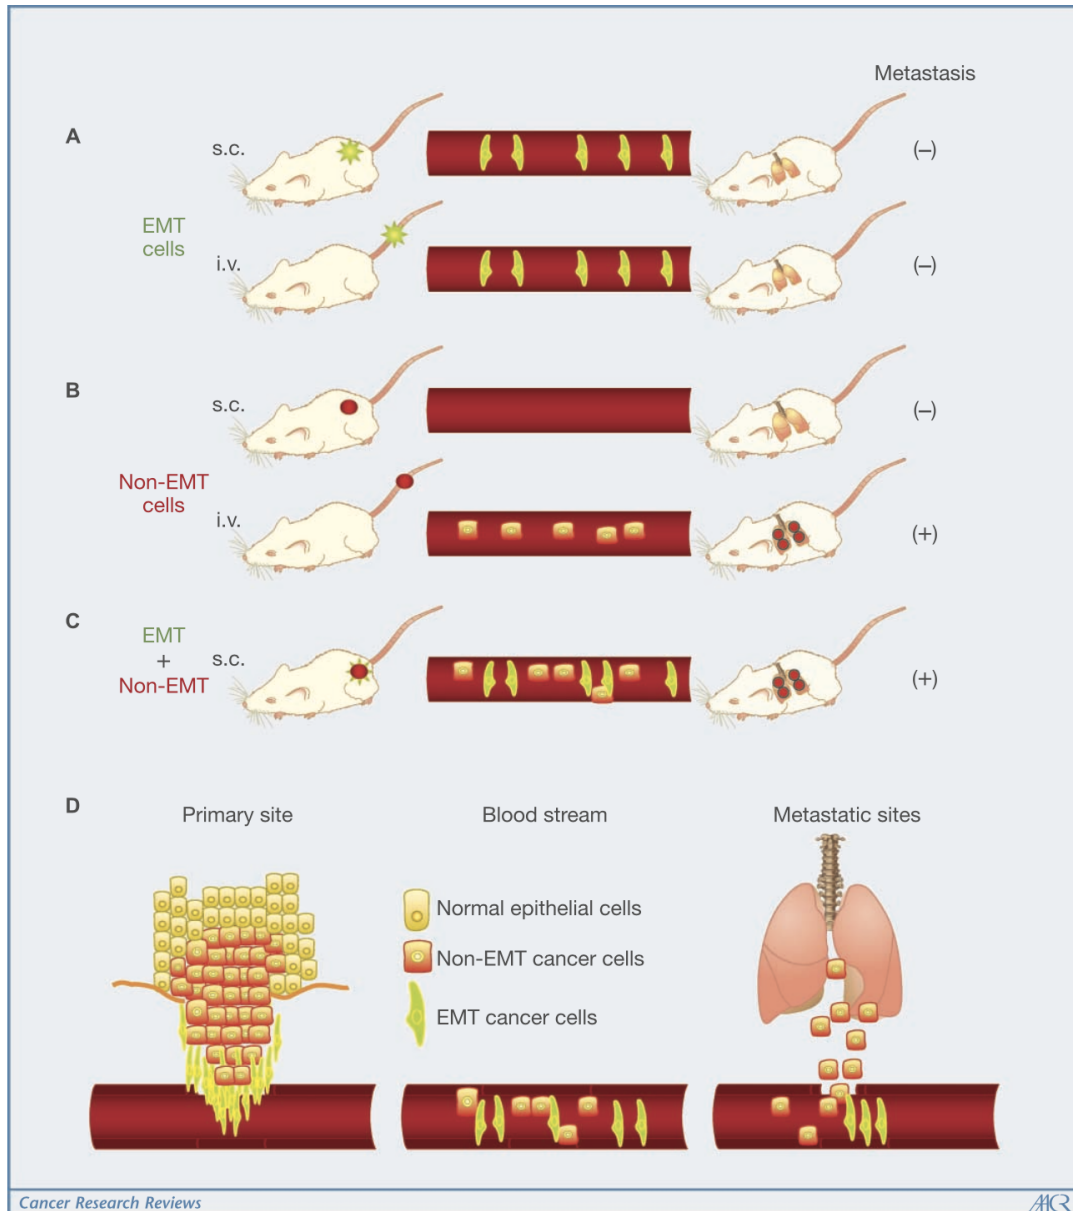 Metastasis
A
s.c.
(–)
EMT
cells
i.v.
(–)
B
s.c.
(–)
Non-EMT
cells
i.v.
(+)
C
EMT
+
Non-EMT
s.c.
(+)
D
Primary site
Blood stream
Metastatic sites
Normal epithelial cells
Non-EMT cancer cells
EMT cancer cells
Cancer Research Reviews
AACR